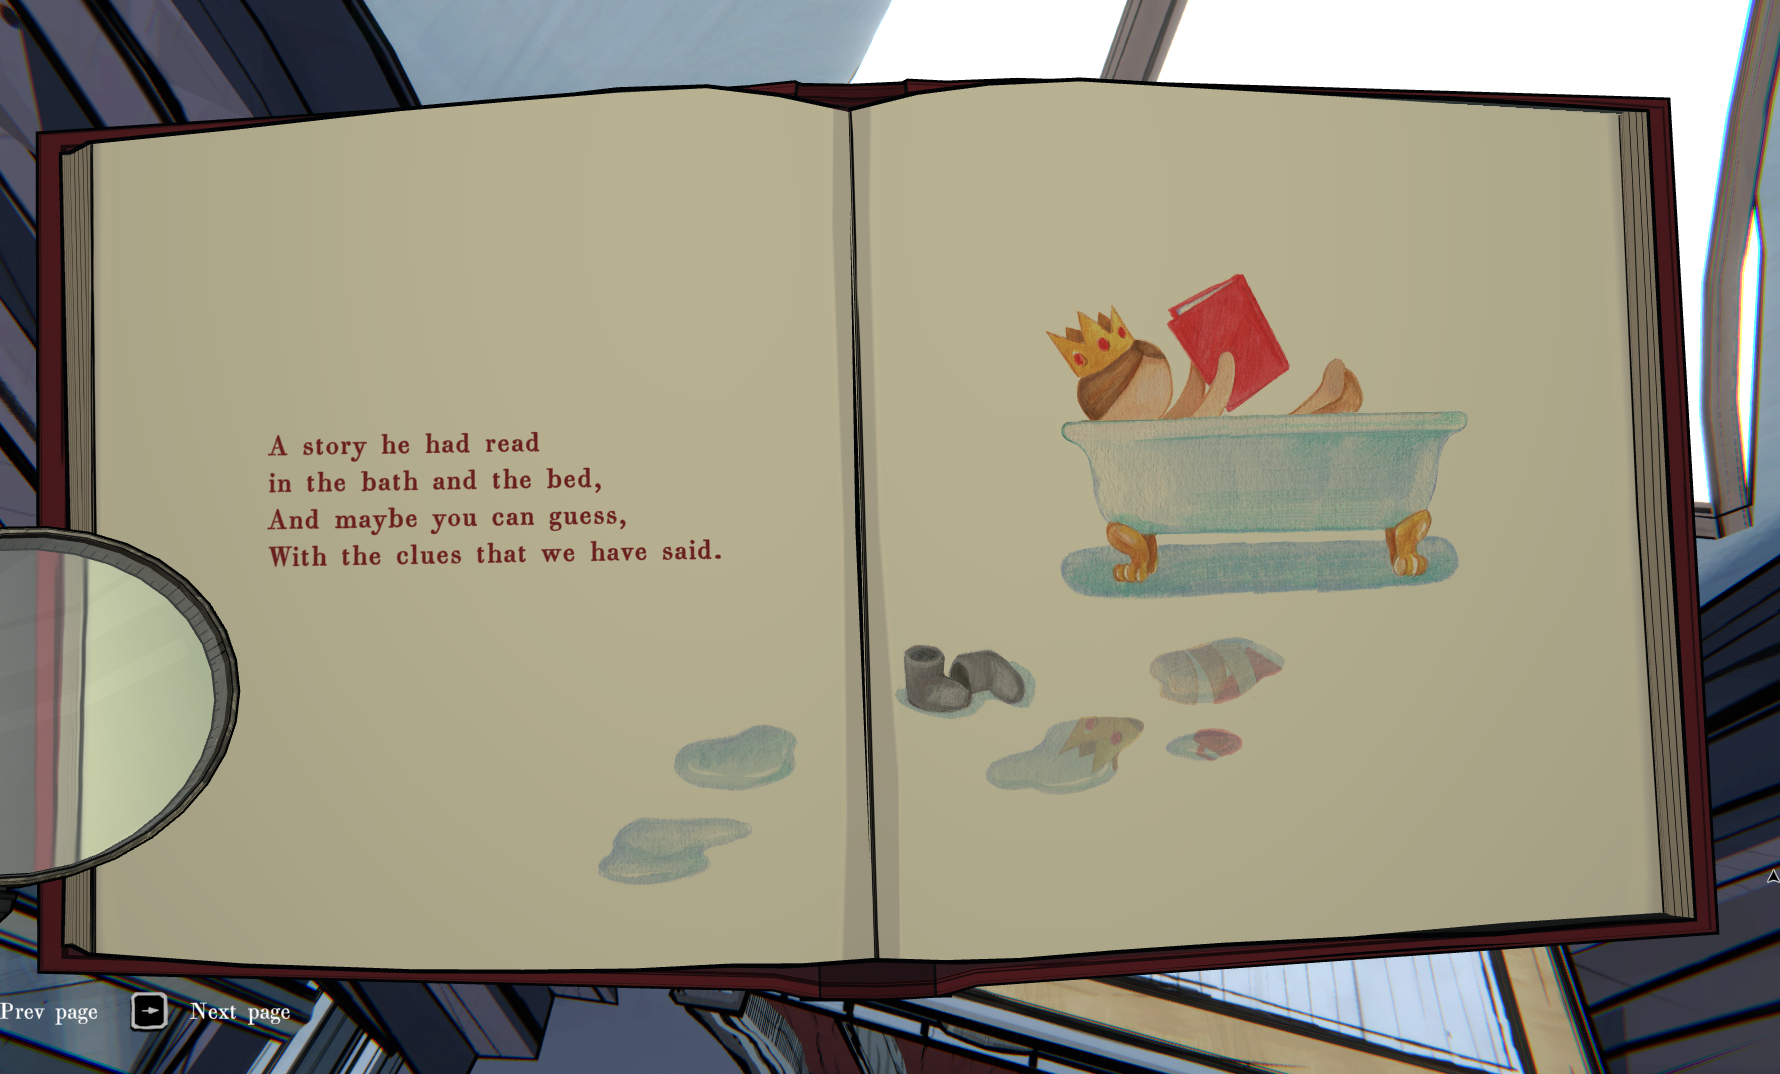 A story he had read
in the bath and the bed,
And maybe you can guess,
With the clues that we have said.
Prev page
Next page